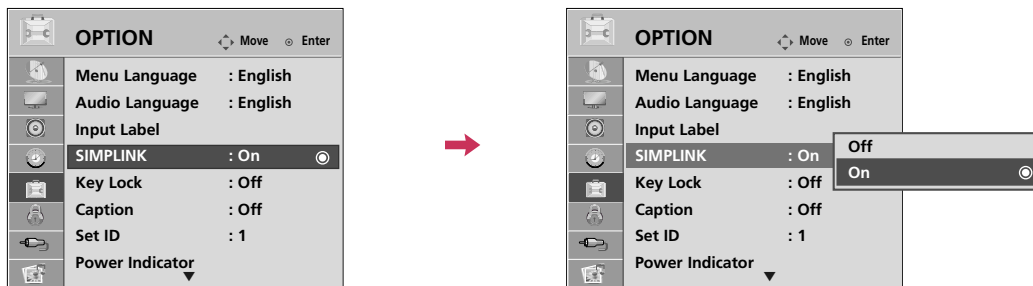 OPTION Move Enter
Menu Language : English
Audio Language : English
Input Label
SIMPLINK : On
Key Lock : Off
Caption : Off
Set ID : 1
Power Indicator
OPTION Move Enter
Menu Language : English
Audio Language : English
Input Label
SIMPLINK : On
Key Lock : Off
Caption : Off
Set ID : 1
Power Indicator
Off
On